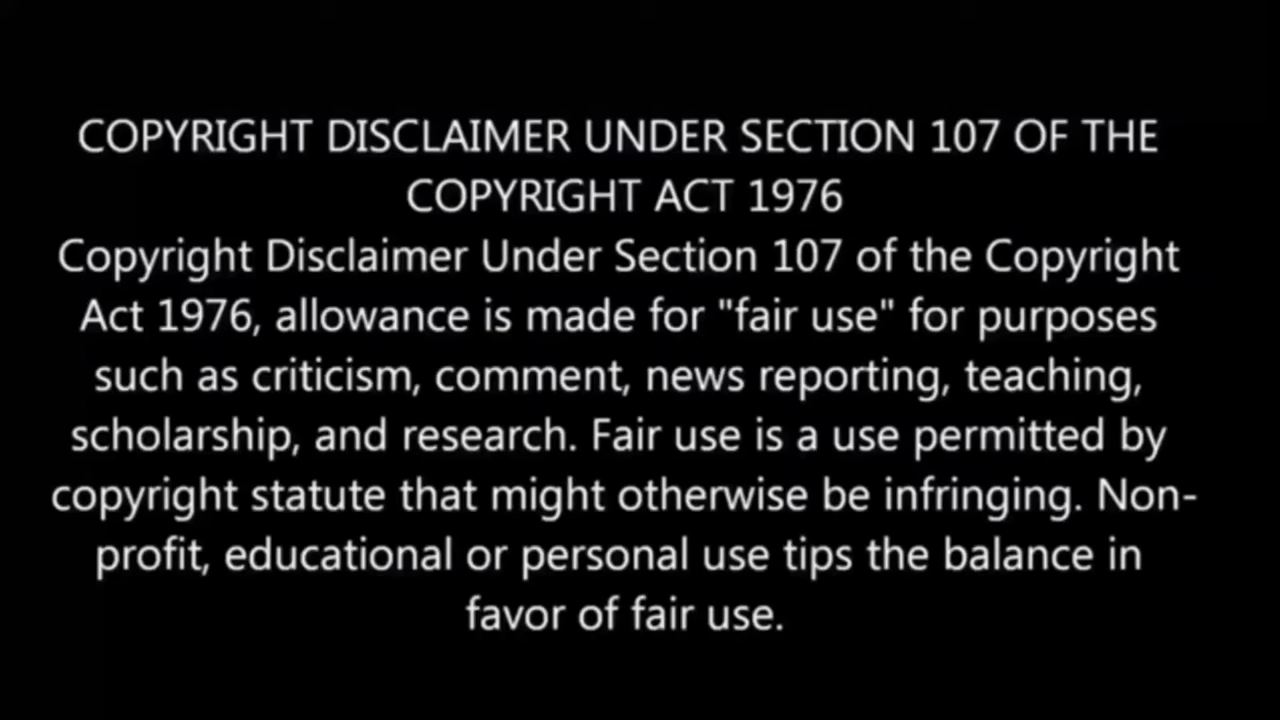 COPYRIGHT DISCLAIMER UNDER SECTION 107 OF THE
COPYRIGHT ACT 1976
Copyright Disclaimer Under Section 107 of the Copyright
Act 1976, allowance is made for "fair use" for purposes
such as criticism, comment, news reporting, teaching,
scholarship, and research. Fair use is a use permitted by
copyright statute that might otherwise be infringing. Non-
profit, educational or personal use tips the balance in
favor of fair use.